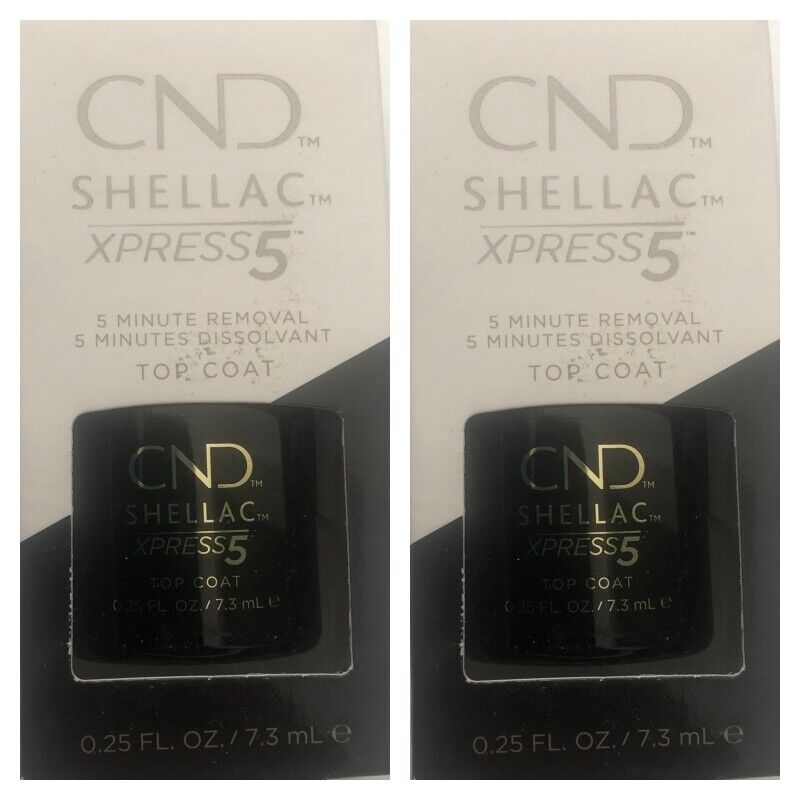 CND™
SHELLAC™
XPRESS5™
5 MINUTE REMOVAL
5 MINUTES DISSOLVANT
TOP COAT
CND™
SHELLAC™
XPRESS5
TOP COAT
0.25 FL. OZ. / 7.3 mL ℮
0.25 FL. OZ. / 7.3 mL ℮
CND™
SHELLAC™
XPRESS5™
5 MINUTE REMOVAL
5 MINUTES DISSOLVANT
TOP COAT
CND™
SHELLAC™
XPRESS5
TOP COAT
0.25 FL. OZ. / 7.3 mL ℮
0.25 FL. OZ. / 7.3 mL ℮